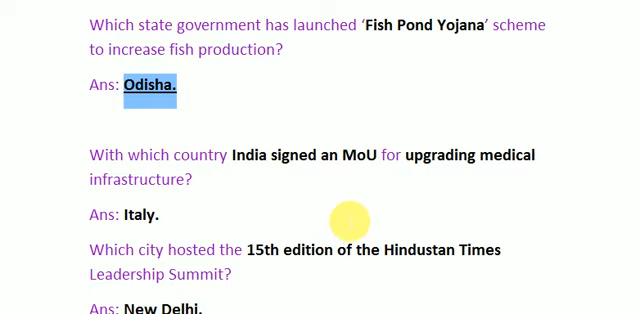 Which state government has launched ‘Fish Pond Yojana’ scheme
to increase fish production?
Ans: Odisha.
With which country India signed an MoU for upgrading medical
infrastructure?
Ans: Italy.
Which city hosted the 15th edition of the Hindustan Times
Leadership Summit?
Ans: New Delhi.